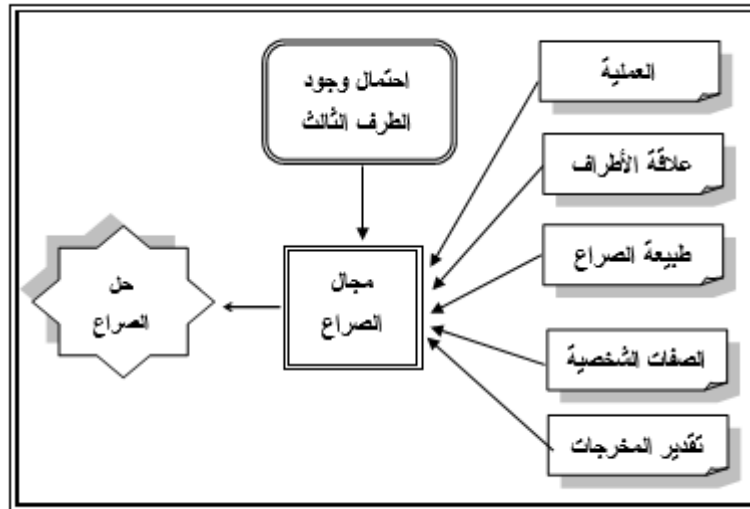 احتمال وجود
الطرف الثالث
العملية
علاقة الأطراف
طبيعة الصراع
الصفات الشخصية
تقدير المخرجات
مجال
الصراع
حل
الصراع